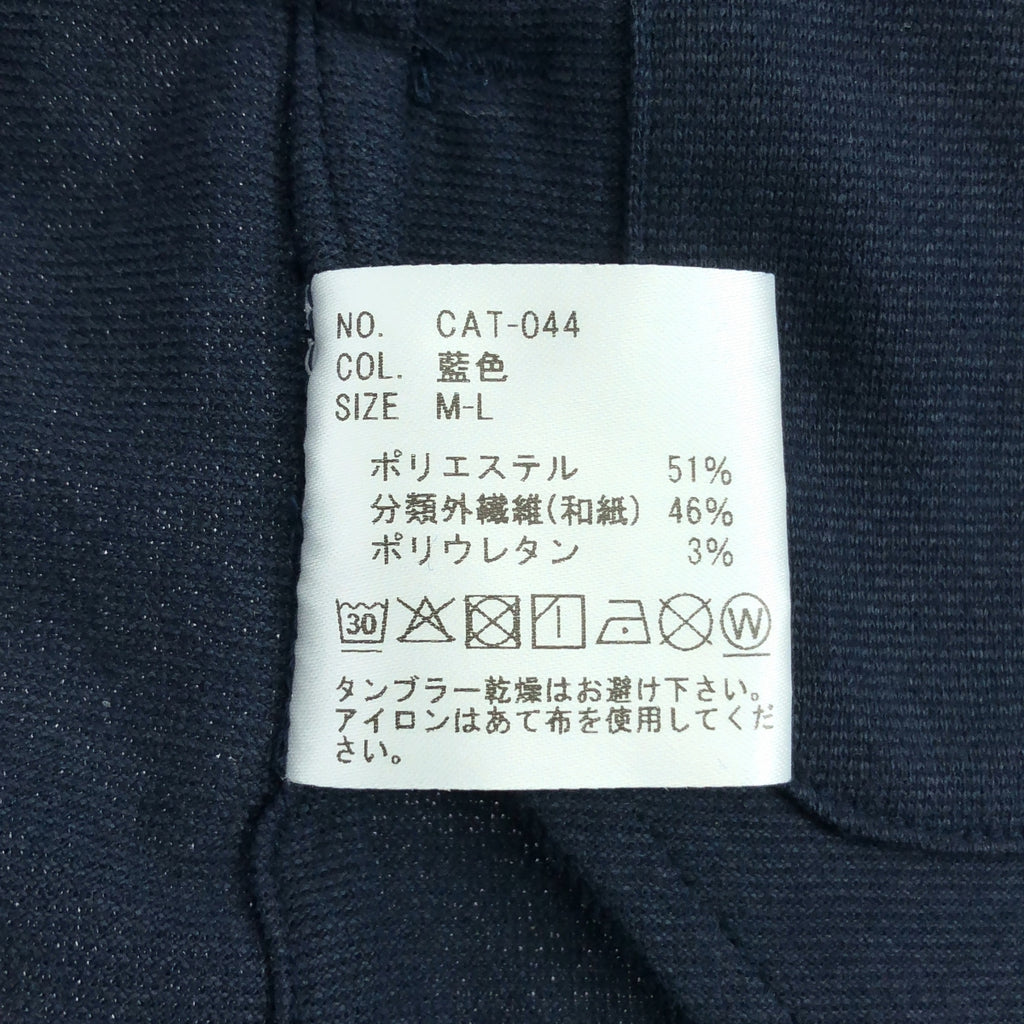 NO. CAT-044
COL. 藍色
SIZE M-L
ポリエステル 51%
分類外繊維(和紙) 46%
ポリウレタン 3%
30 W
タンブラー乾燥はお避け下さい。
アイロンはあて布を使用してくだ
さい。